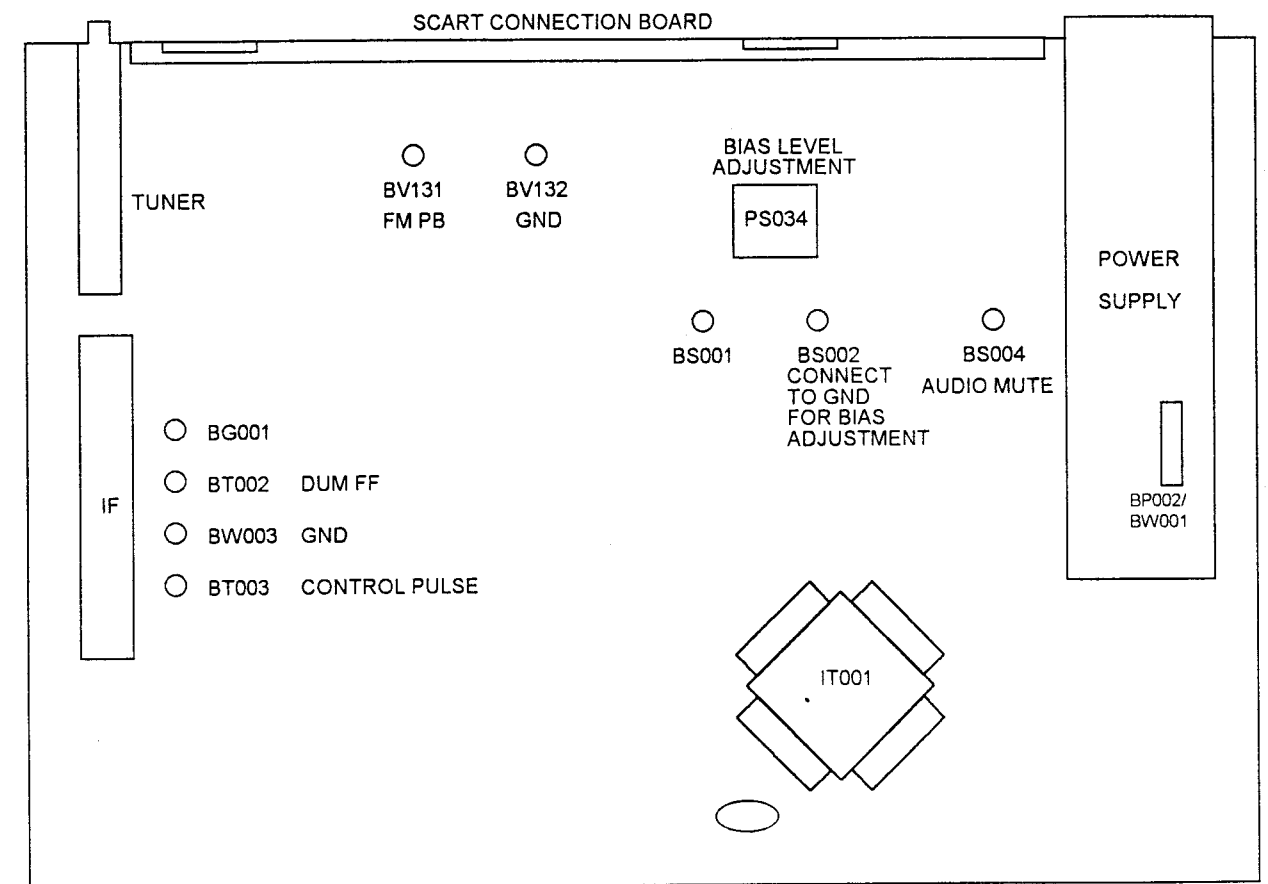 SCART CONNECTION BOARD
TUNER
BV131
FM PB
BV132
GND
BIAS LEVEL
ADJUSTMENT
PS034
POWER
SUPPLY
BS001
BS002
CONNECT
TO GND
FOR BIAS
ADJUSTMENT
BS004
AUDIO MUTE
BP002/
BW001
IF
BG001
BT002 DUM FF
BW003 GND
BT003 CONTROL PULSE
IT001